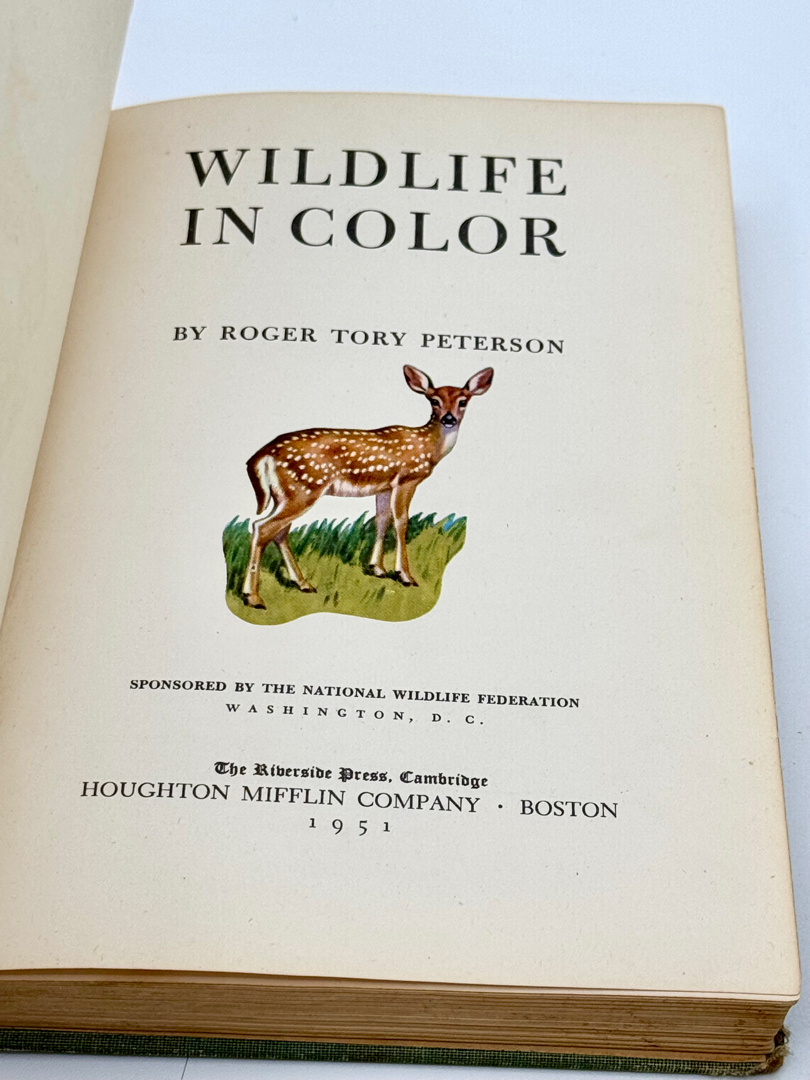 WILDLIFE
IN COLOR
BY ROGER TORY PETERSON
SPONSORED BY THE NATIONAL WILDLIFE FEDERATION
WASHINGTON, D. C.
The Riverside Press, Cambridge
HOUGHTON MIFFLIN COMPANY · BOSTON
1951